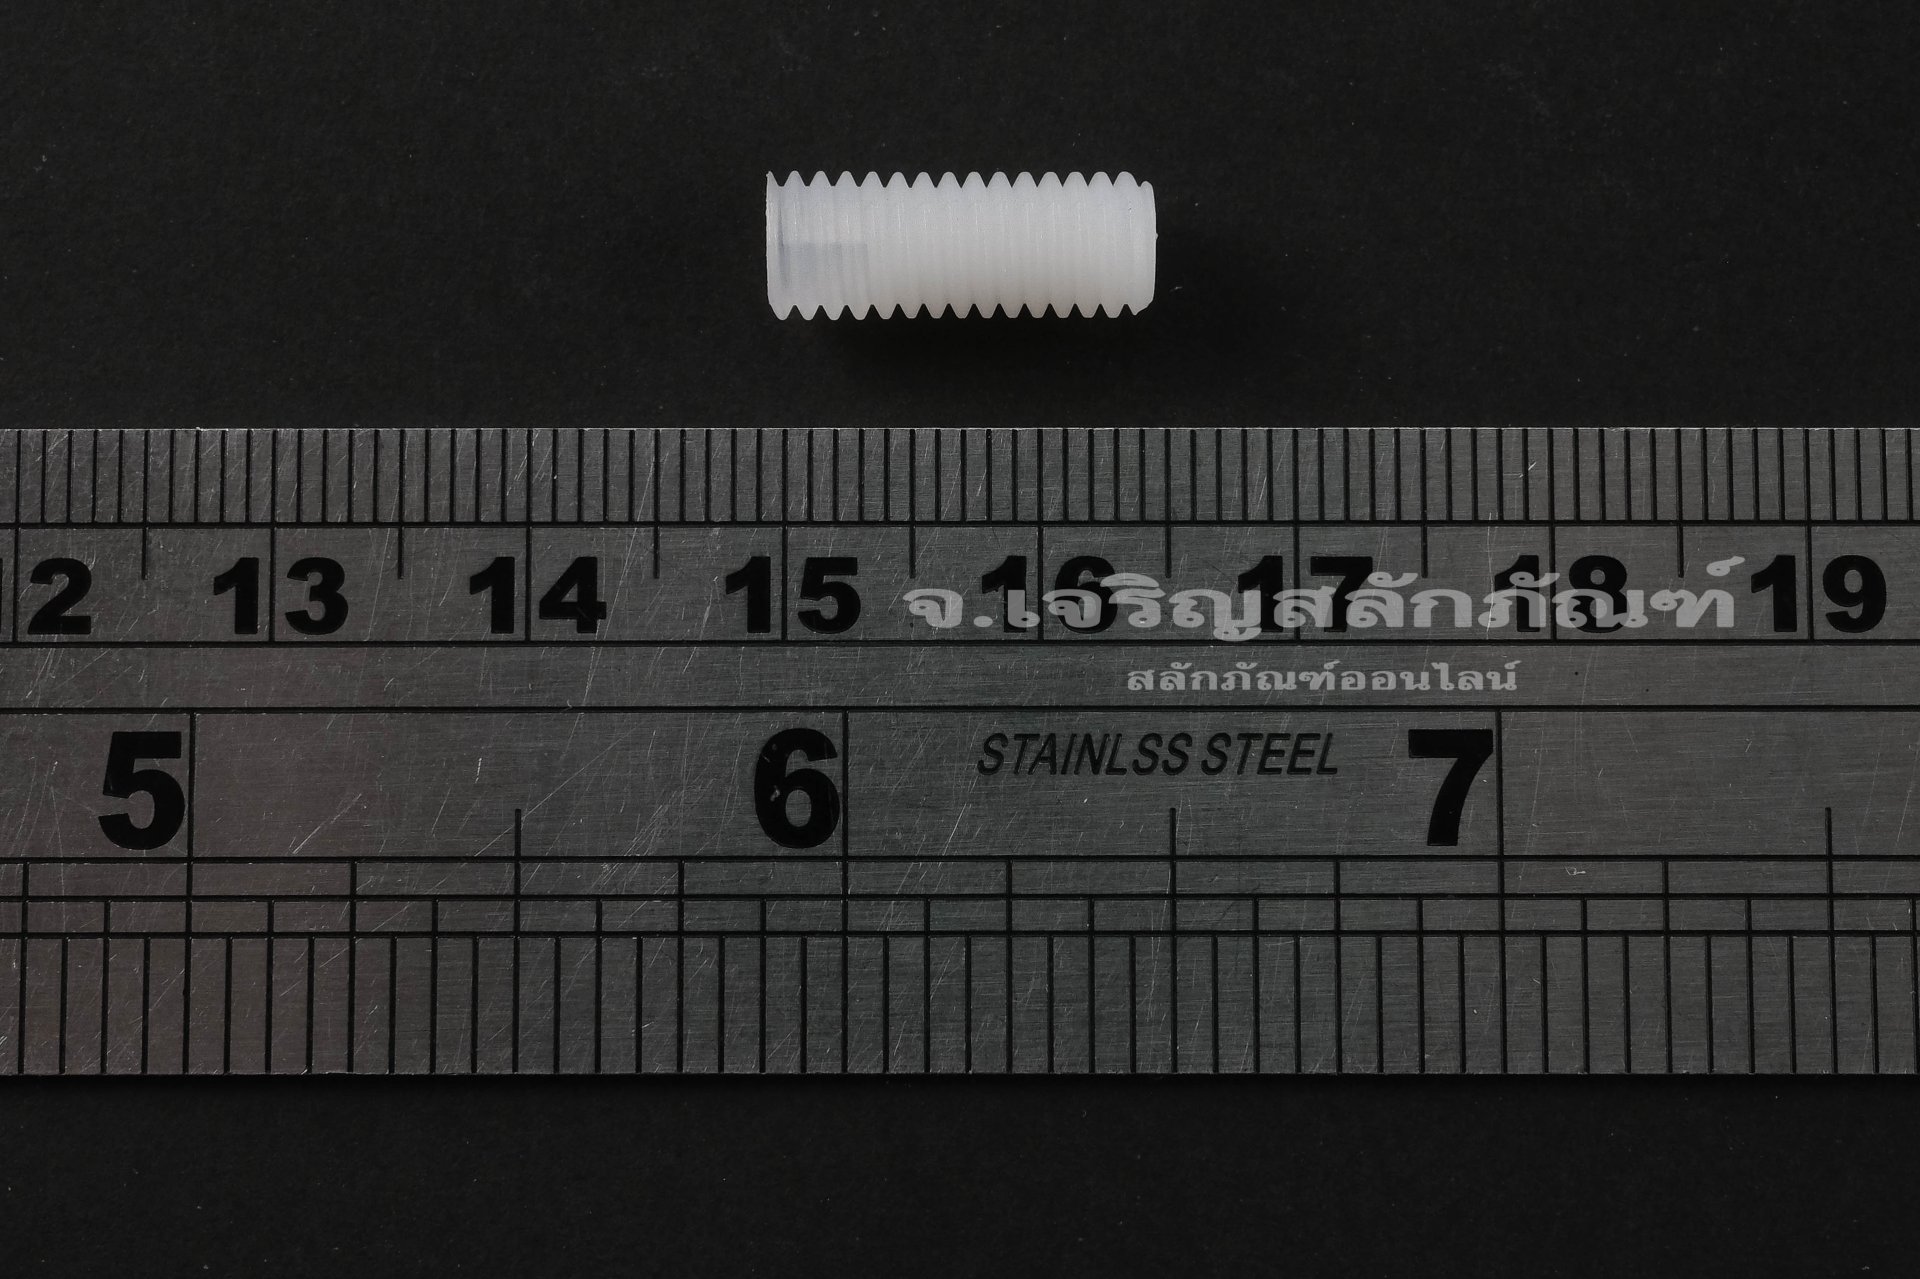 12 13 14 15 16 17 18 19
จ.เจริญสลักภัณฑ์
สลักภัณฑ์ออนไลน์
5 6 STAINLSS STEEL 7